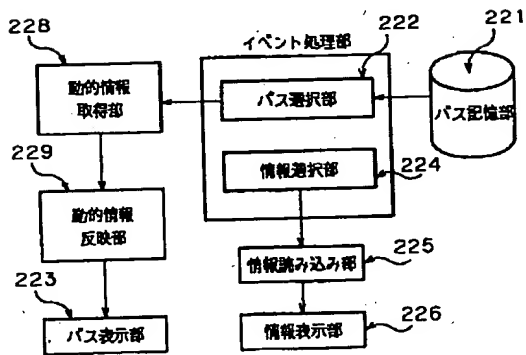 228
イベント処理部
222
221
動的情報
取得部
パス選択部
パス記憶部
229
情報選択部
224
動的情報
反映部
情報読み込み部
225
223
パス表示部
情報表示部
226